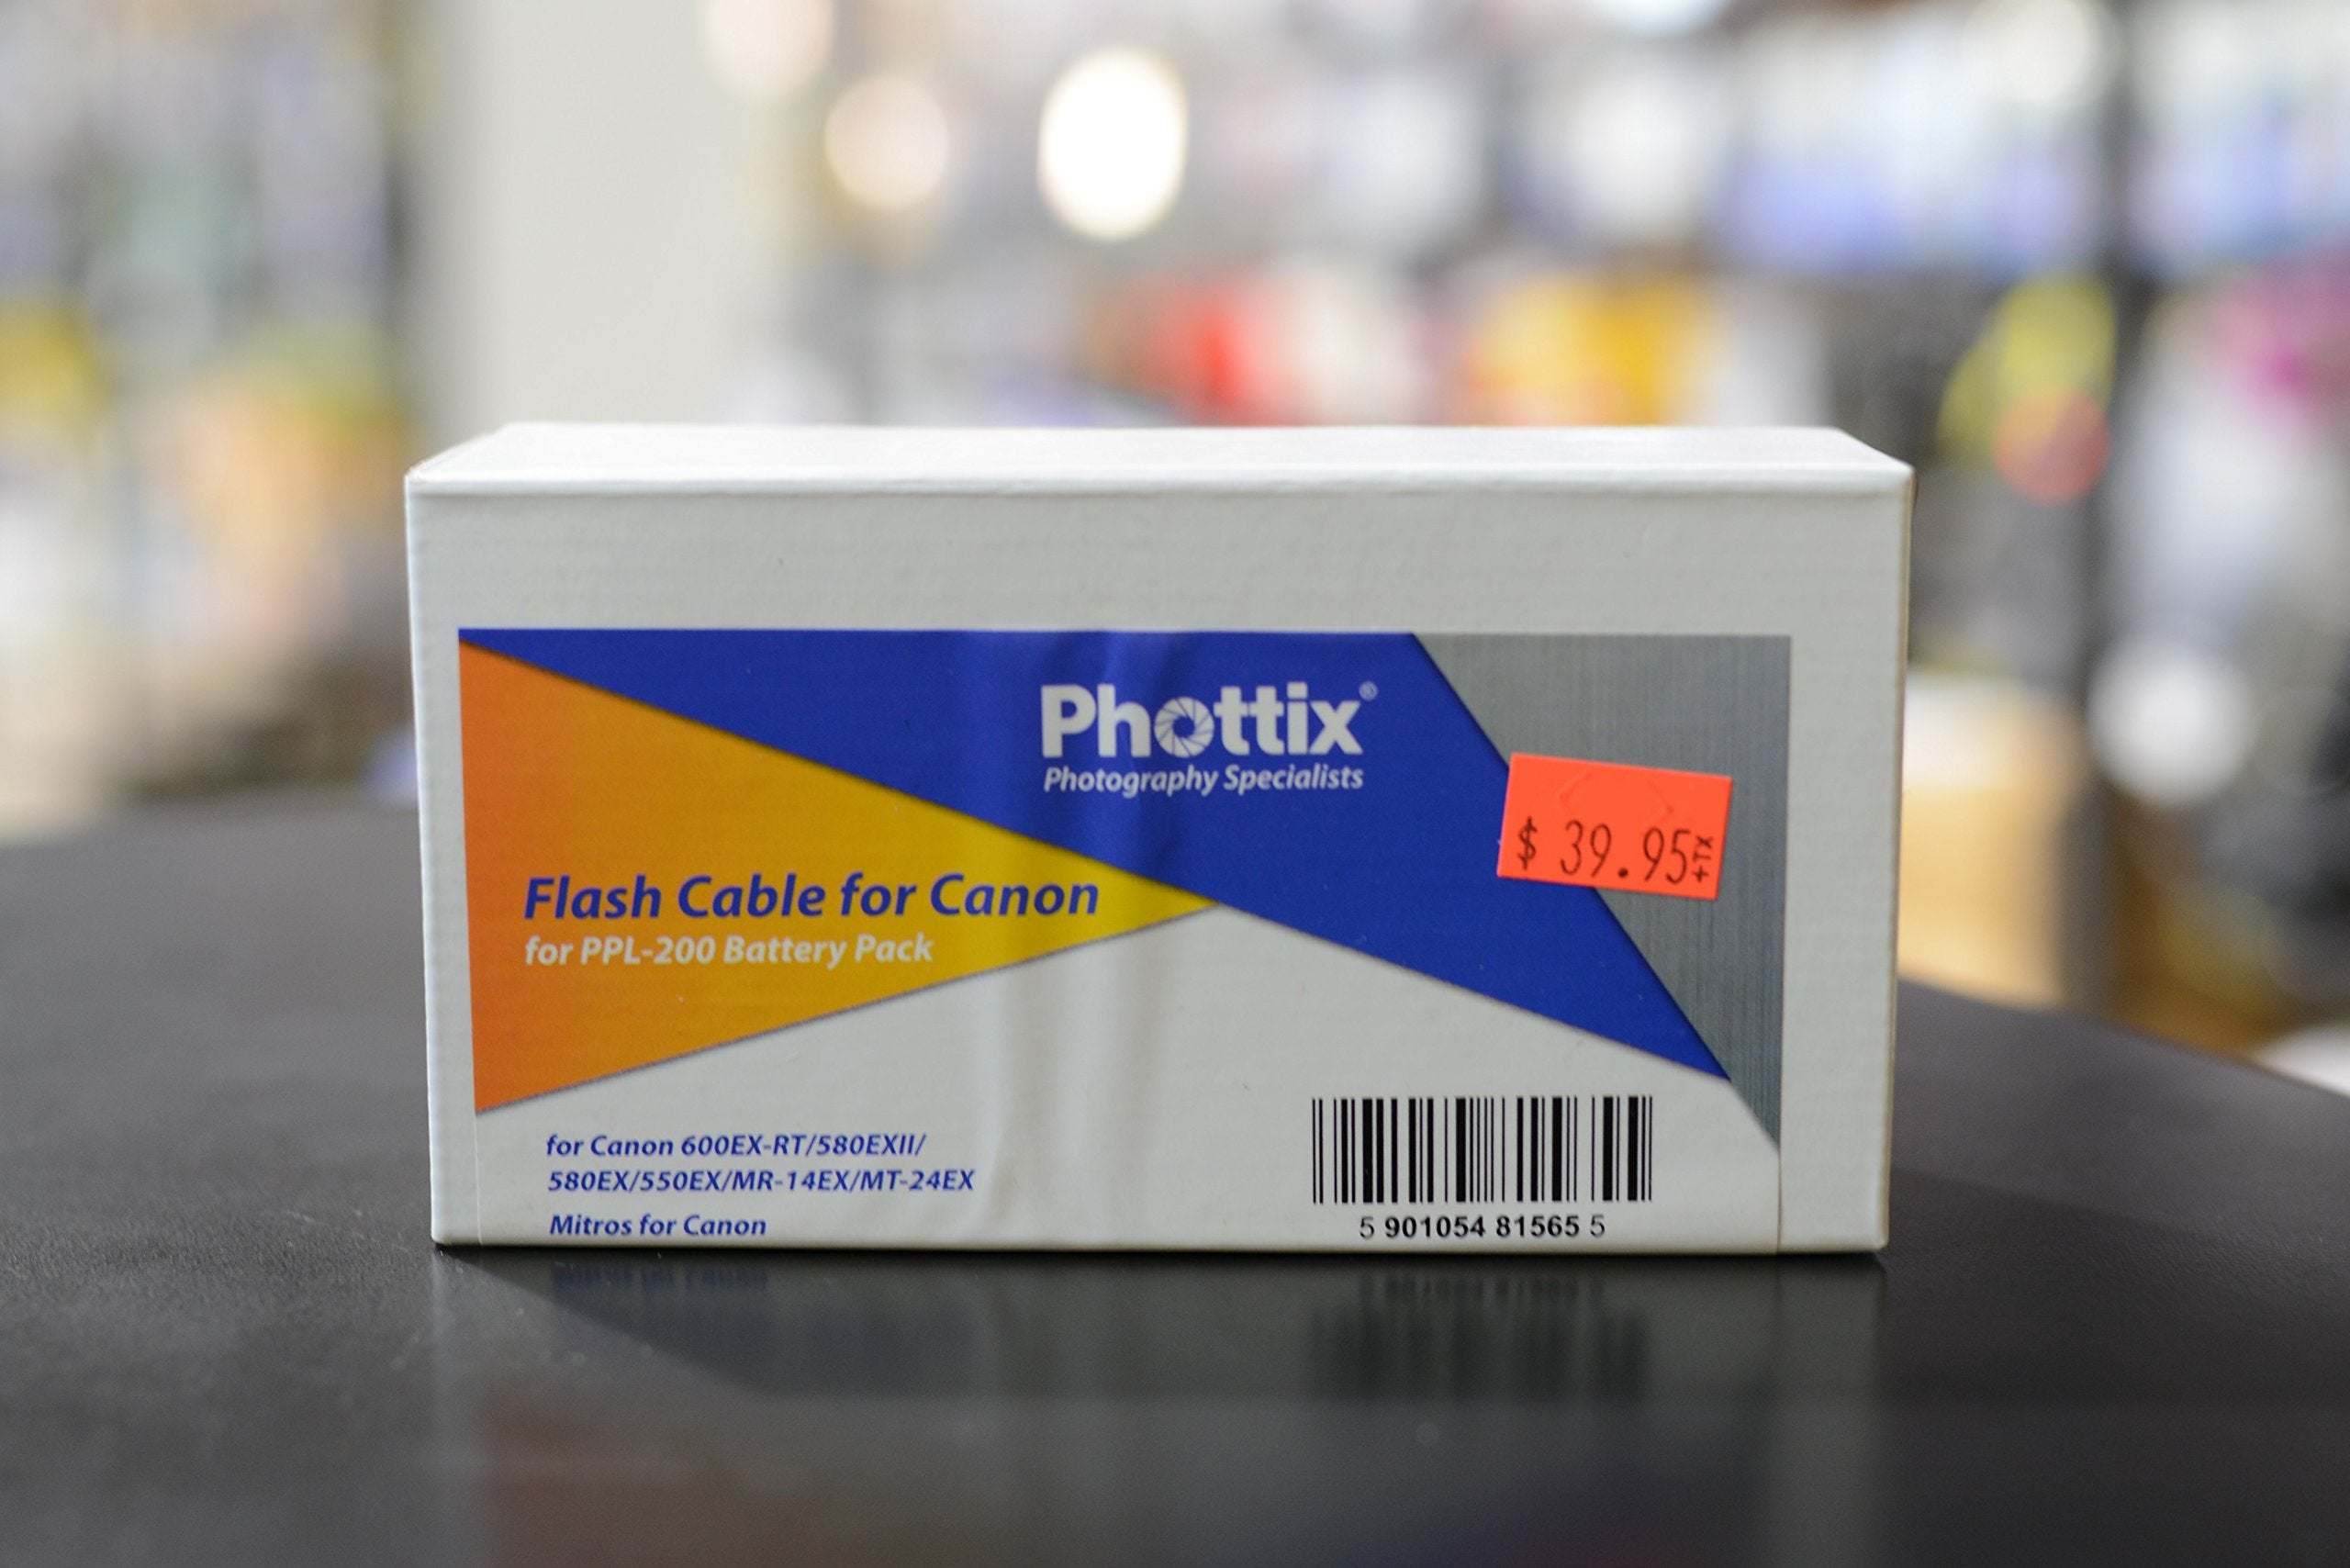 Phottix®
Photography Specialists
$ 39.95+TX
Flash Cable for Canon
for PPL-200 Battery Pack
for Canon 600EX-RT/580EXII/
580EX/550EX/MR-14EX/MT-24EX
Mitros for Canon
5 901054 81565 5